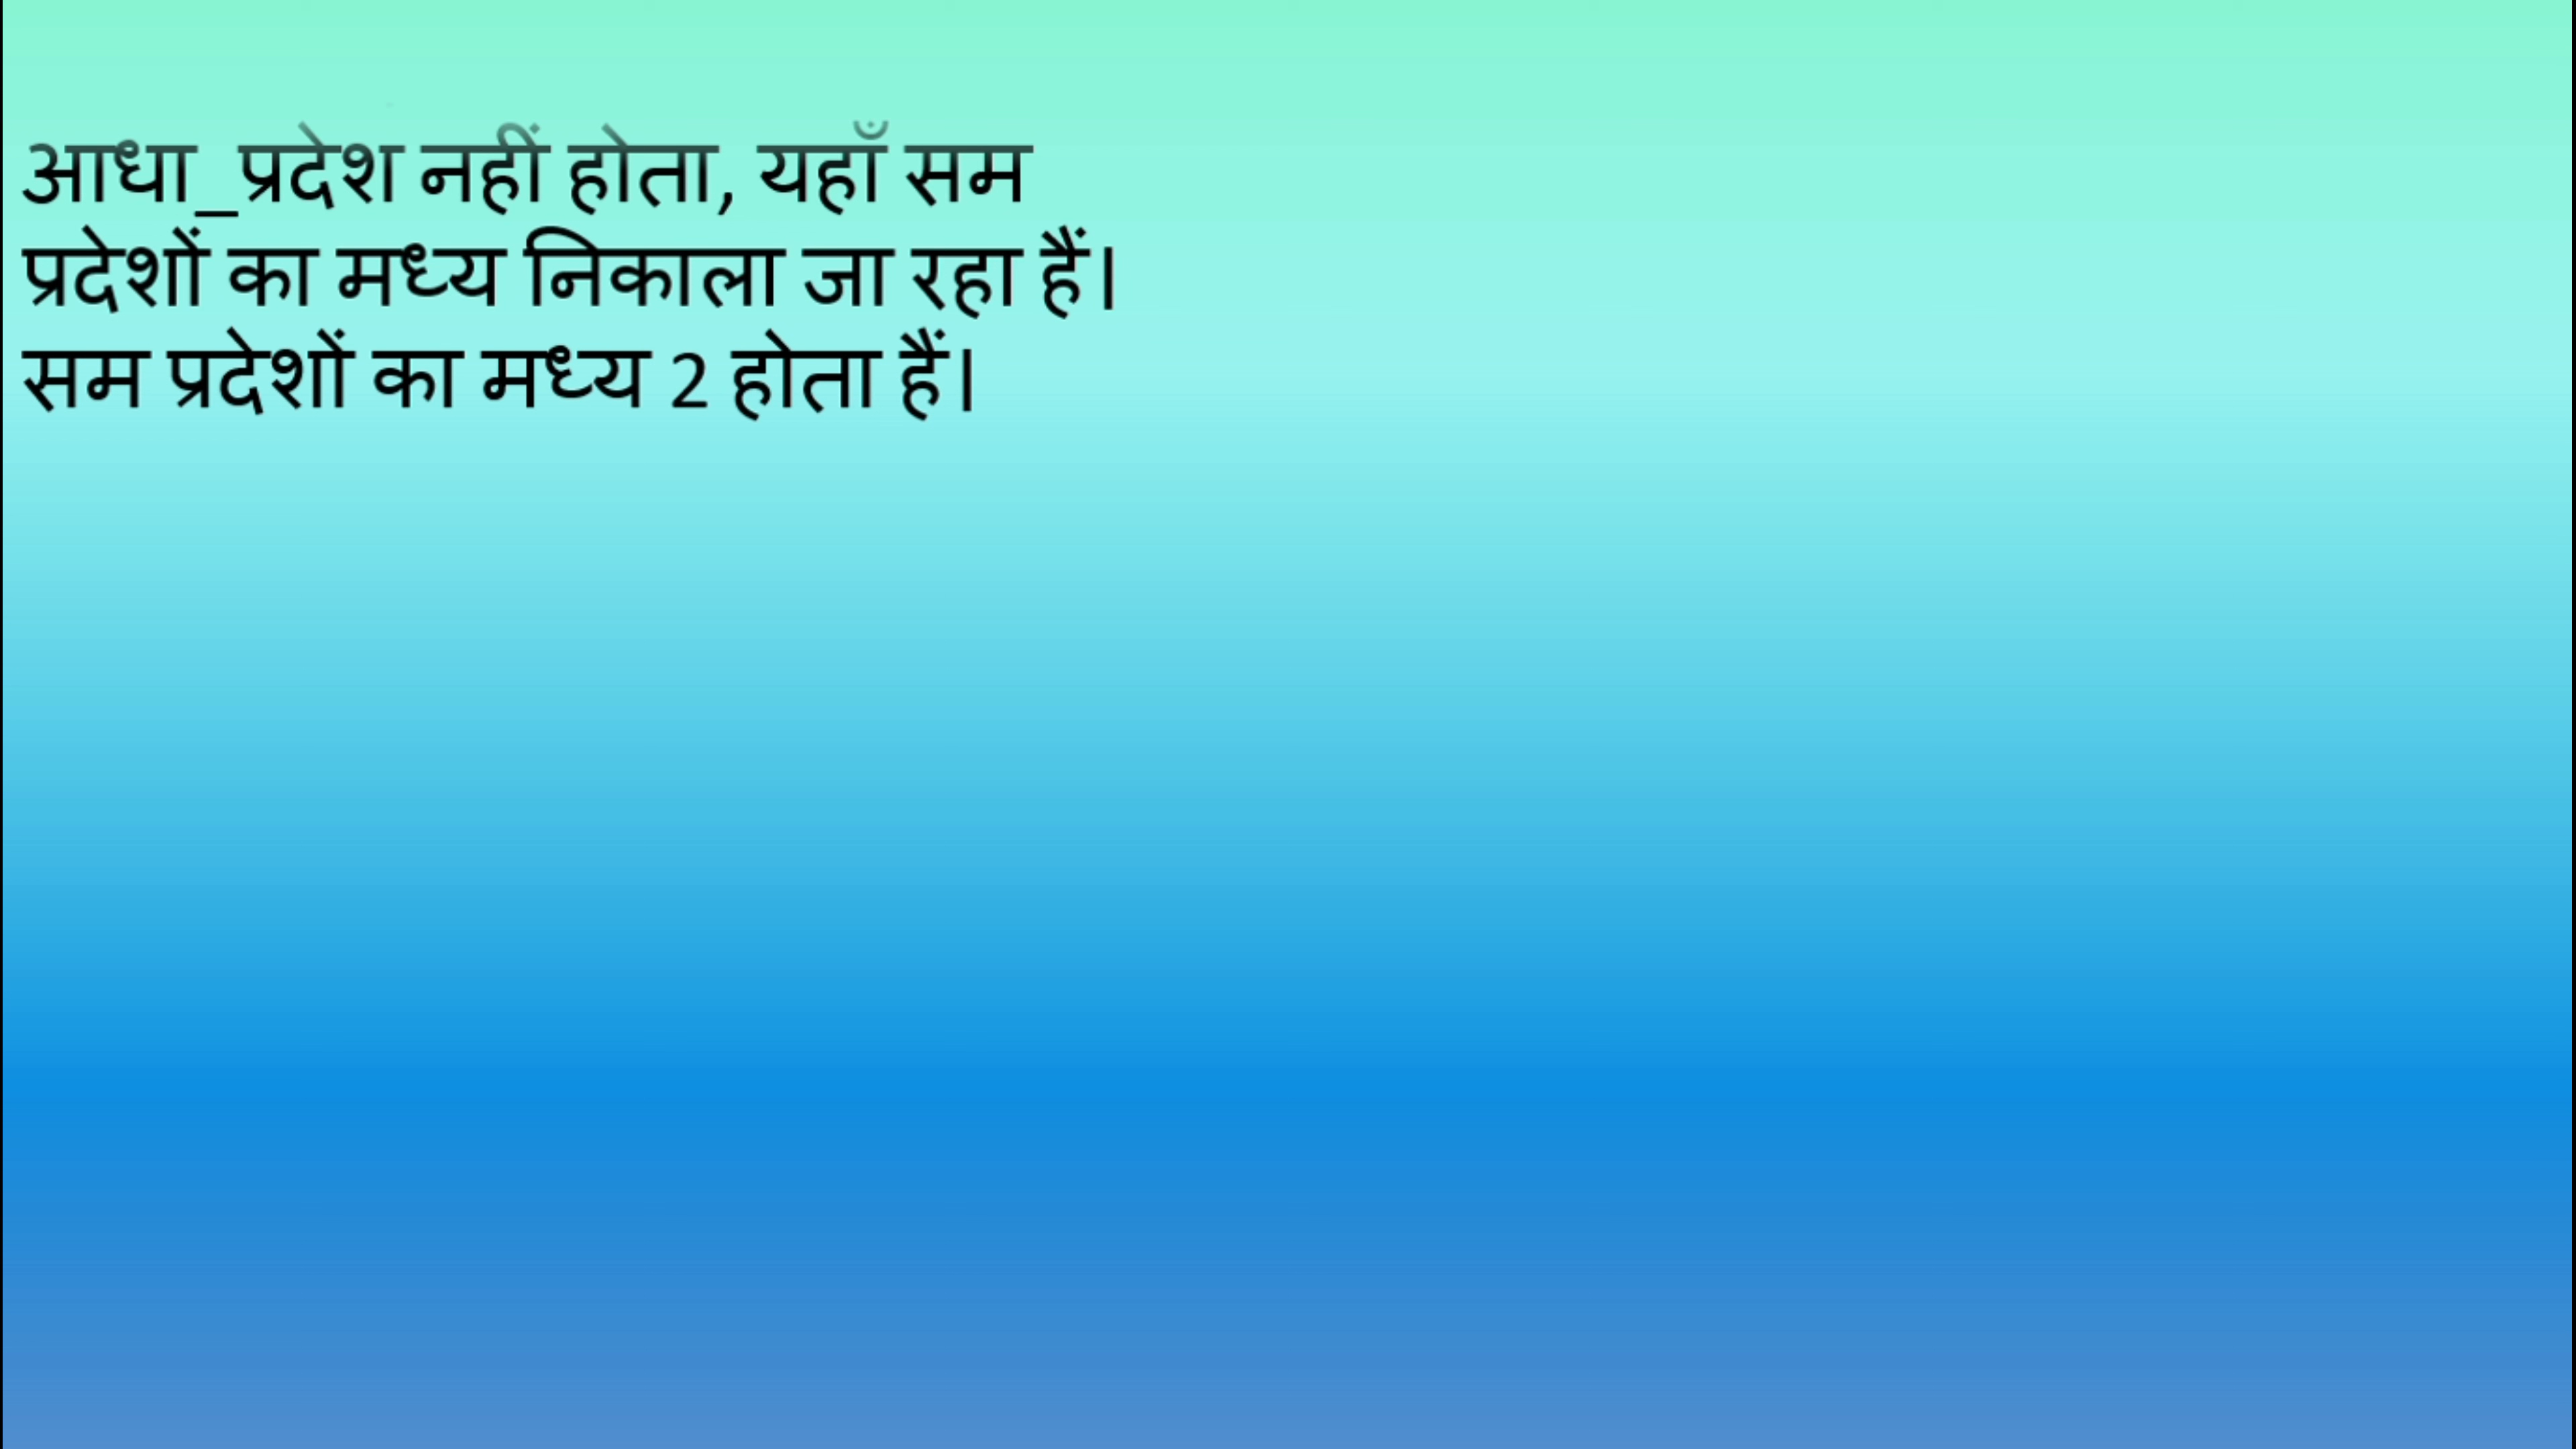 आधा_प्रदेश नहीं होता, यहाँ सम
प्रदेशों का मध्य निकाला जा रहा हैं।
सम प्रदेशों का मध्य 2 होता हैं।